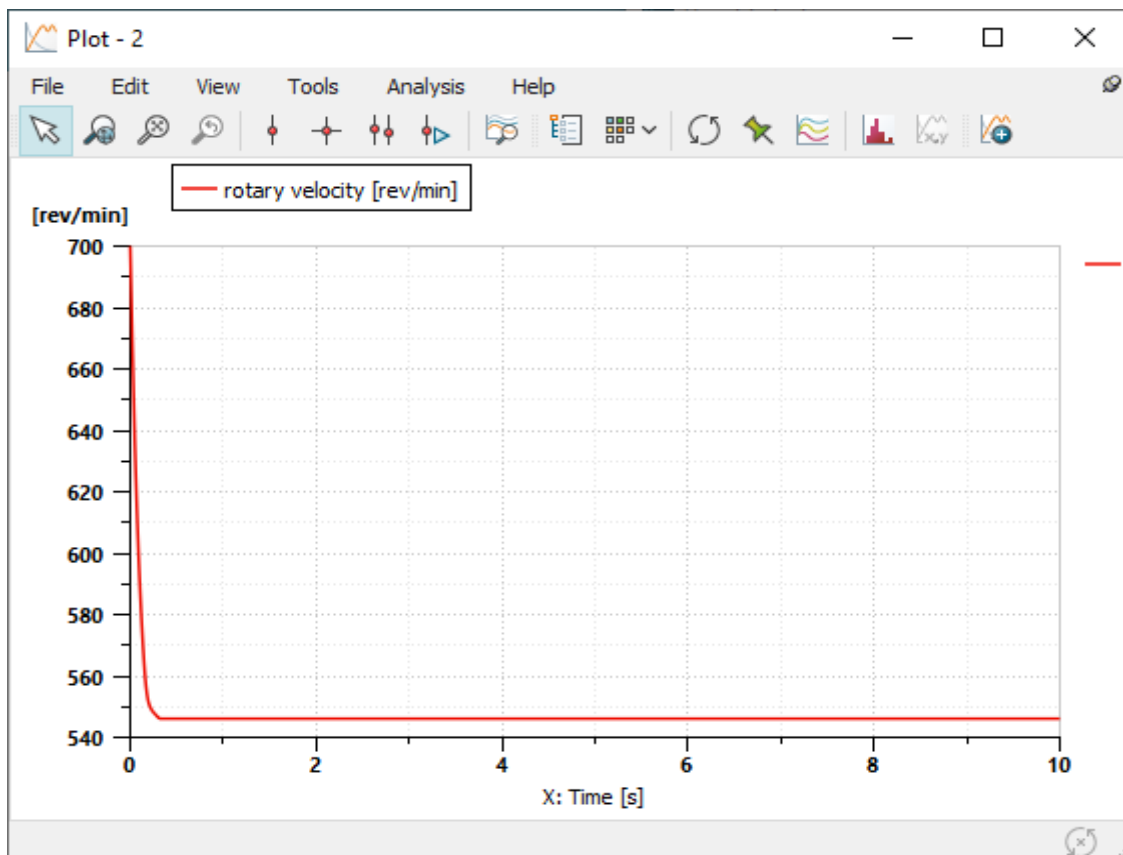 Plot - 2
File Edit View Tools Analysis Help
rotary velocity [rev/min]
[rev/min]
700
680
660
640
620
600
580
560
540
0 2 4 6 8 10
X: Time [s]